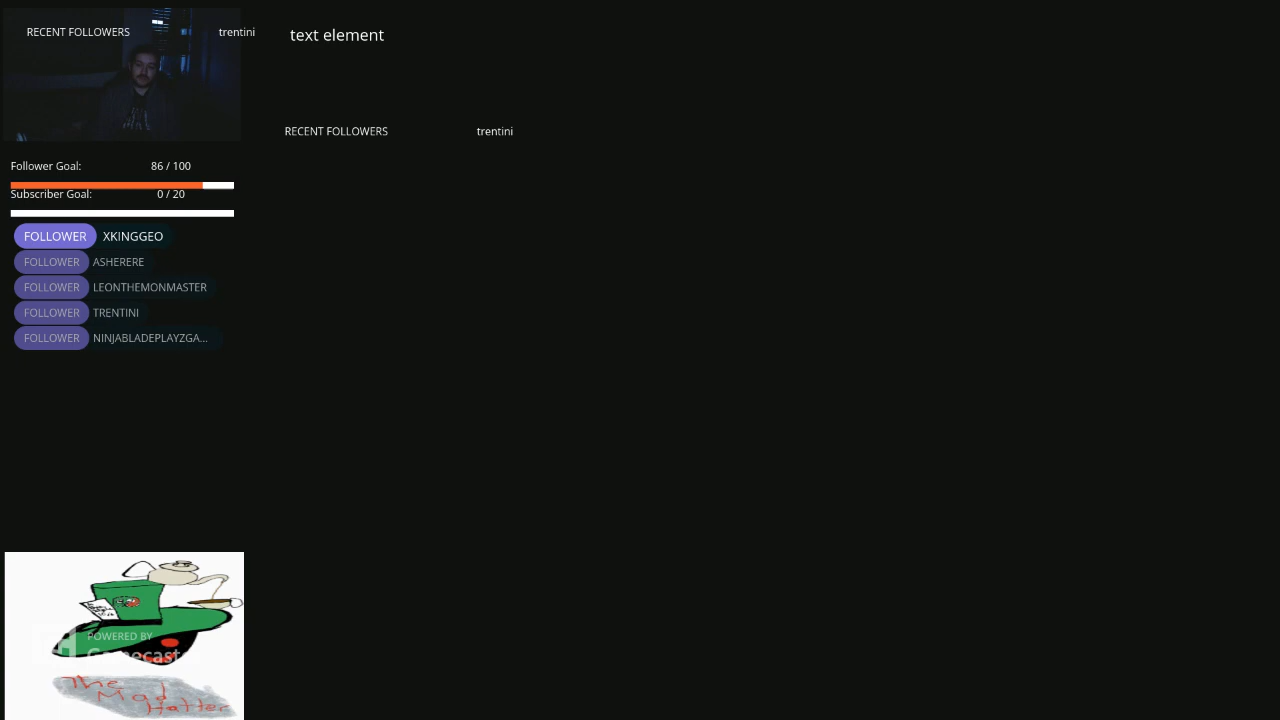 RECENT FOLLOWERS trentini
text element
RECENT FOLLOWERS trentini
Follower Goal: 86 / 100
Subscriber Goal: 0 / 20
FOLLOWER XKINGGEO
FOLLOWER ASHERERE
FOLLOWER LEONTHEMONMASTER
FOLLOWER TRENTINI
FOLLOWER NINJABLADEPLAYZGA...
POWERED BY
Gamecaster
The
Mad
Hatter